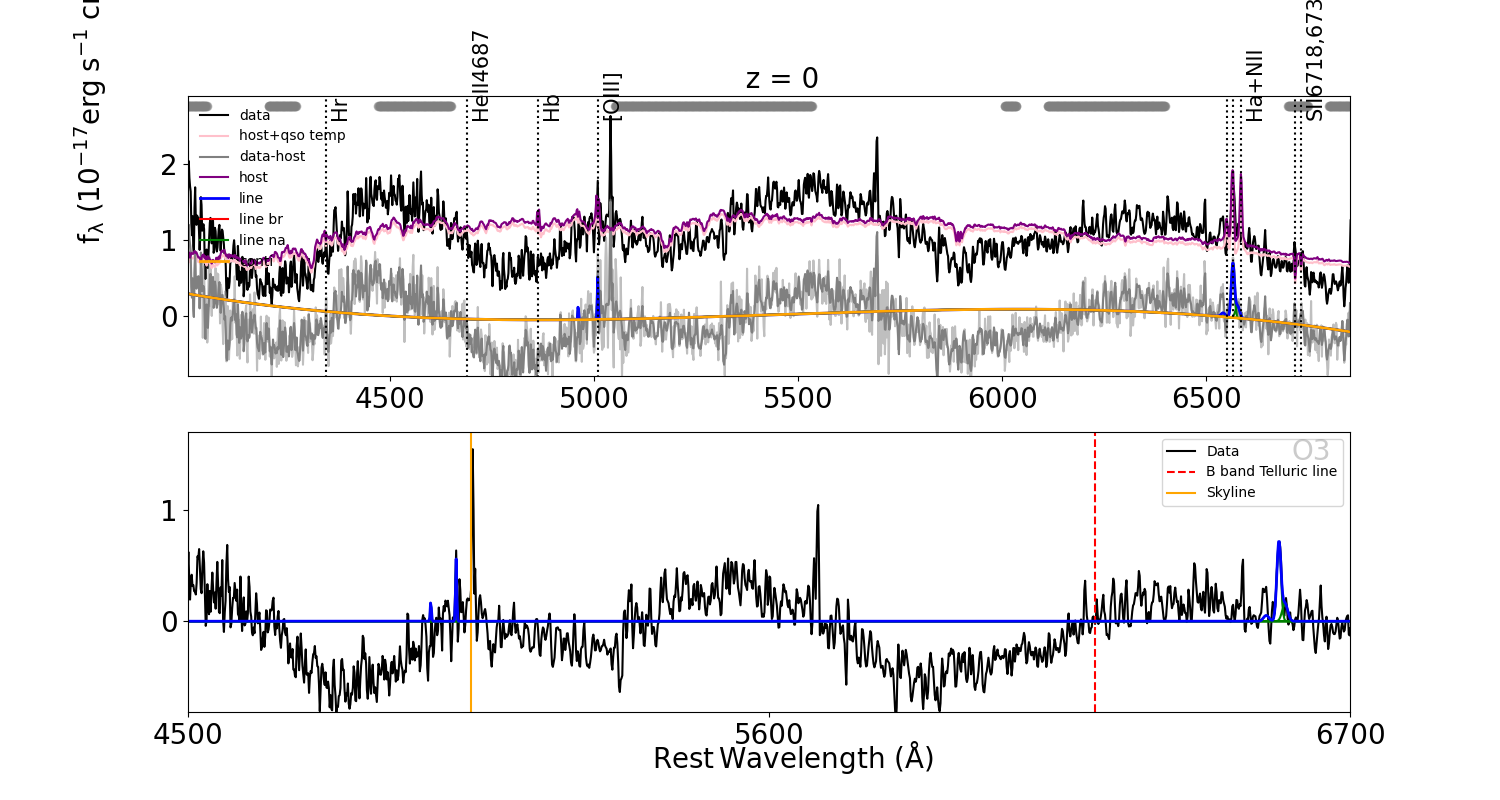 z = 0
f_λ (10^−17 erg s^−1
Hr
HeII4687
Hb
[OIII]
Ha+NII
data
host+qso temp
data-host
host
line
line br
line na
conti
2
1
0
4500
5000
5500
6000
6500
O3
Data
B band Telluric line
Skyline
1
0
4500
5600
6700
Rest Wavelength (Å)